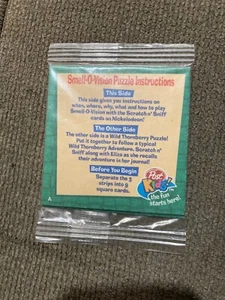 Smell-O-Vision Puzzle Instructions
This Side
This side gives you instructions on
when, where, why, what and how to play
Smell-O-Vision with the Scratch n' Sniff
cards on Nickelodeon!
The Other Side
The other side is a Wild Thornberry Puzzle!
Put it together to follow a typical
Wild Thornberry Adventure. Scratch n'
Sniff along with Eliza as she recalls
their adventure in her journal!
Before You Begin
Separate the 3
strips into 9
square cards.
Post
Kids
the fun
starts here!
A